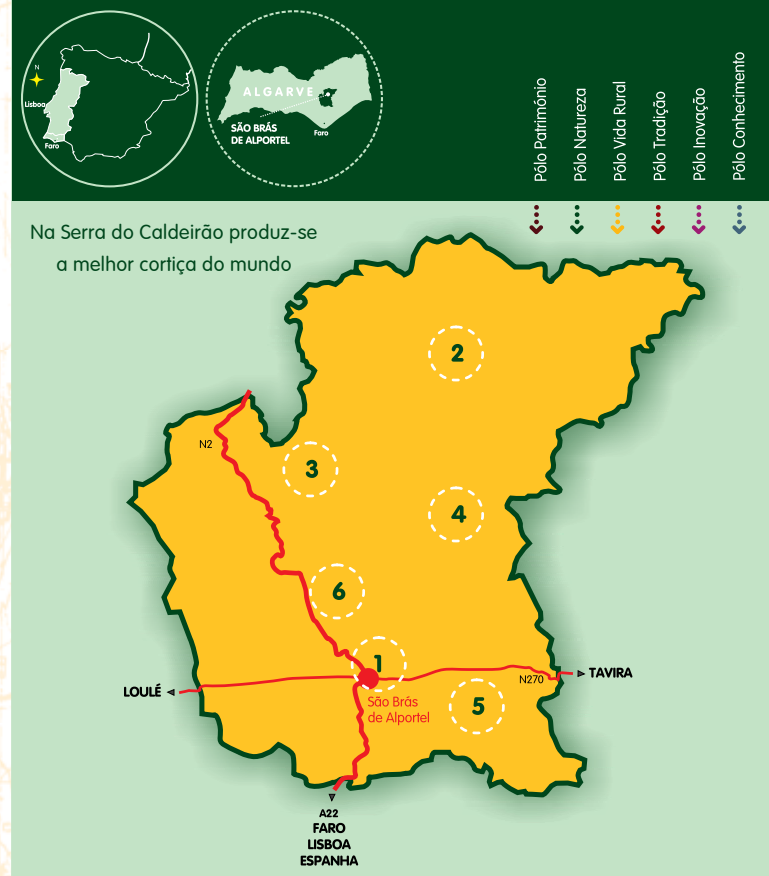 N
Lisboa
Faro
ALGARVE
SÃO BRÁS
DE ALPORTEL
Faro
Pólo Património
Pólo Natureza
Pólo Vida Rural
Pólo Tradição
Pólo Inovação
Pólo Conhecimento
Na Serra do Caldeirão produz-se
a melhor cortiça do mundo
2
N2
3
4
6
1
N270
TAVIRA
LOULÉ
São Brás
de Alportel
5
A22
FARO
LISBOA
ESPANHA